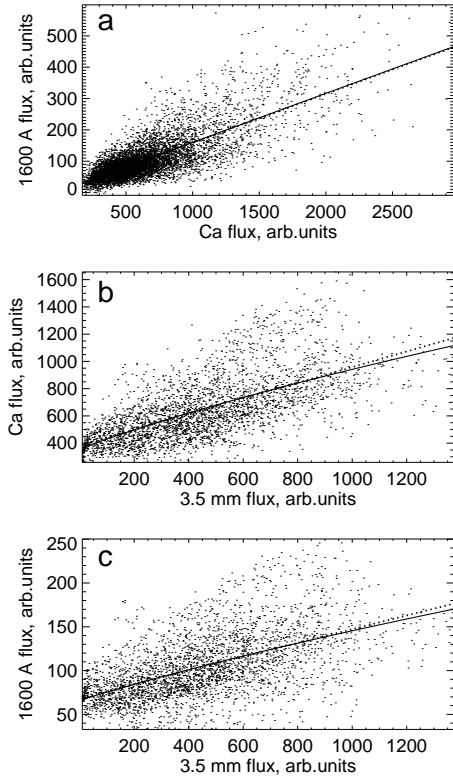 a
600
500
400
300
200
100
0
1600 A flux, arb.units
500 1000 1500 2000 2500
Ca flux, arb.units
b
1600
1400
1200
1000
800
600
400
Ca flux, arb.units
200 400 600 800 1000 1200
3.5 mm flux, arb.units
c
250
200
150
100
50
1600 A flux, arb.units
200 400 600 800 1000 1200
3.5 mm flux, arb.units